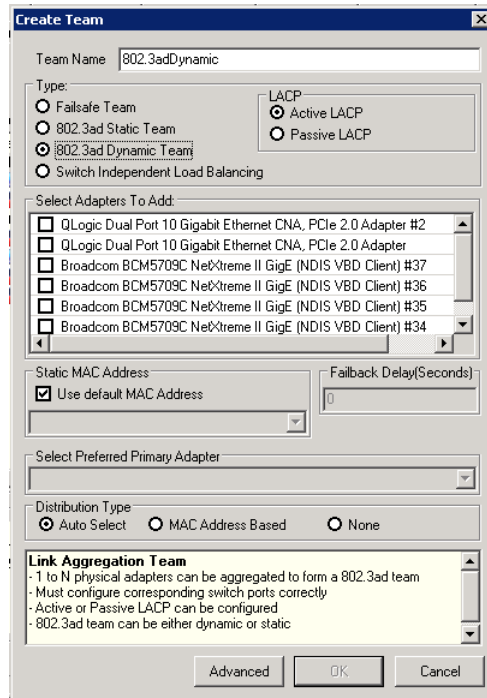 Create Team
Team Name 802.3adDynamic
Type:
Failsafe Team
802.3ad Static Team
802.3ad Dynamic Team
Switch Independent Load Balancing
LACP
Active LACP
Passive LACP
Select Adapters To Add:
QLogic Dual Port 10 Gigabit Ethernet CNA, PCIe 2.0 Adapter #2
QLogic Dual Port 10 Gigabit Ethernet CNA, PCIe 2.0 Adapter
Broadcom BCM5709C NetXtreme II GigE (NDIS VBD Client) #37
Broadcom BCM5709C NetXtreme II GigE (NDIS VBD Client) #36
Broadcom BCM5709C NetXtreme II GigE (NDIS VBD Client) #35
Broadcom BCM5709C NetXtreme II GigE (NDIS VBD Client) #34
Static MAC Address
Use default MAC Address
Failback Delay(Seconds)
0
Select Preferred Primary Adapter
Distribution Type
Auto Select MAC Address Based None
Link Aggregation Team
- 1 to N physical adapters can be aggregated to form a 802.3ad team
- Must configure corresponding switch ports correctly
- Active or Passive LACP can be configured
- 802.3ad team can be either dynamic or static
Advanced OK Cancel